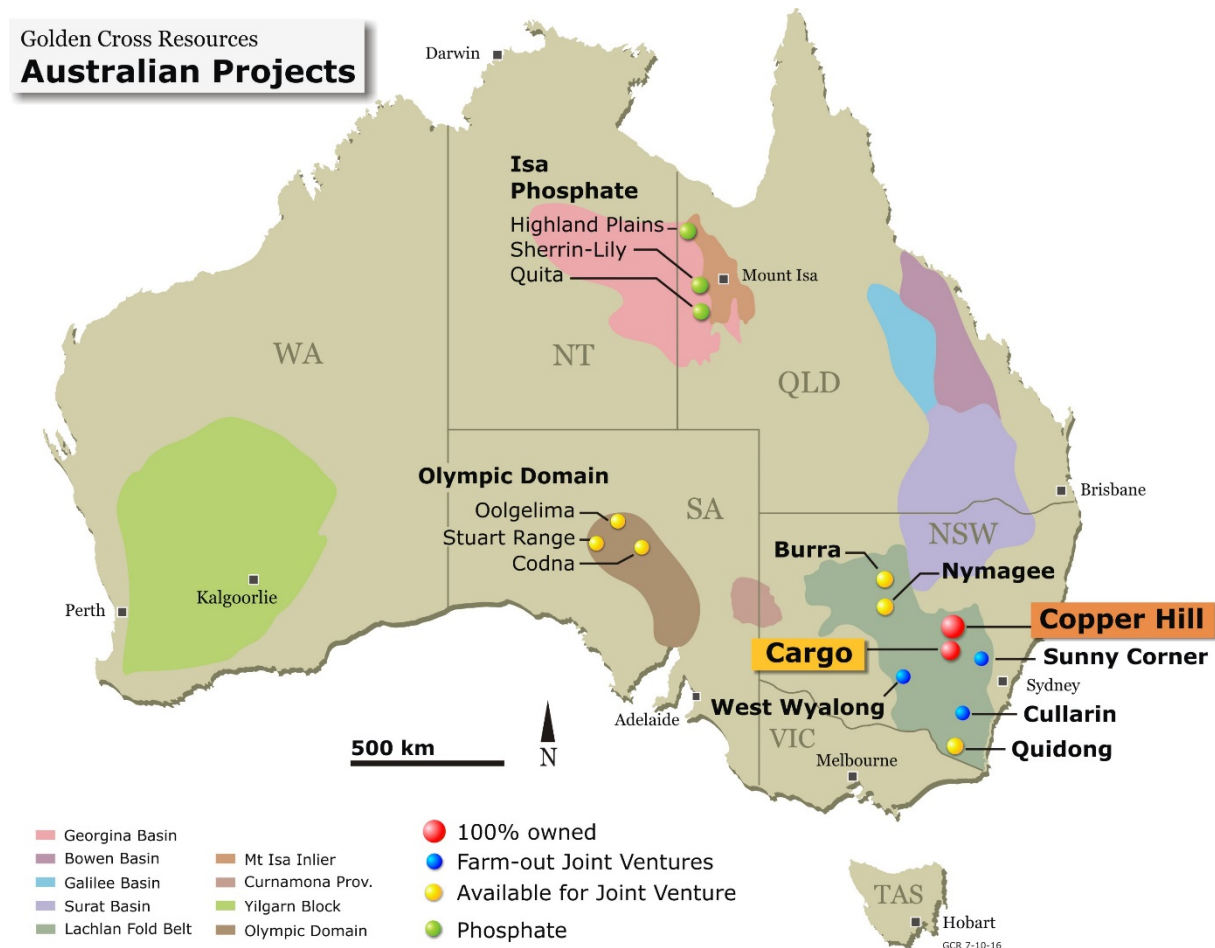 Golden Cross Resources
Australian Projects
Darwin
Isa
Phosphate
Highland Plains
Sherrin-Lily
Quita
Mount Isa
WA
NT
QLD
Olympic Domain
Oolgelima
Stuart Range
Codna
SA
Brisbane
NSW
Burra
Nymagee
Kalgoorlie
Perth
Copper Hill
Cargo
Sunny Corner
Sydney
West Wyalong
Adelaide
Cullarin
VIC
Quidong
500 km
N
Melbourne
Georgina Basin
Bowen Basin
Galilee Basin
Surat Basin
Lachlan Fold Belt
Mt Isa Inlier
Curnamona Prov.
Yilgarn Block
Olympic Domain
100% owned
Farm-out Joint Ventures
Available for Joint Venture
Phosphate
TAS
Hobart
GCR 7-10-16